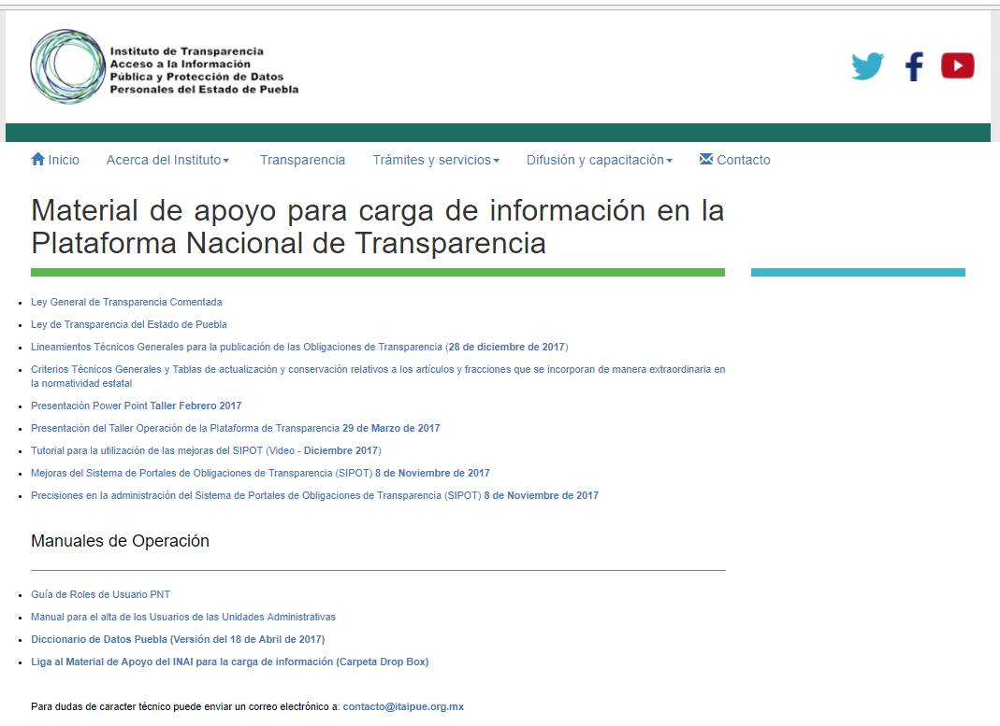 Instituto de Transparencia
Acceso a la Información
Pública y Protección de Datos
Personales del Estado de Puebla
Inicio Acerca del Instituto Transparencia Trámites y servicios Difusión y capacitación Contacto
Material de apoyo para carga de información en la
Plataforma Nacional de Transparencia
Ley General de Transparencia Comentada
Ley de Transparencia del Estado de Puebla
Lineamientos Técnicos Generales para la publicación de las Obligaciones de Transparencia (28 de diciembre de 2017)
Criterios Técnicos Generales y Tablas de actualización y conservación relativos a los artículos y fracciones que se incorporan de manera extraordinaria en
la normatividad estatal
Presentación Power Point Taller Febrero 2017
Presentación del Taller Operación de la Plataforma de Transparencia 29 de Marzo de 2017
Tutorial para la utilización de las mejoras del SIPOT (Video - Diciembre 2017)
Mejoras del Sistema de Portales de Obligaciones de Transparencia (SIPOT) 8 de Noviembre de 2017
Precisiones en la administración del Sistema de Portales de Obligaciones de Transparencia (SIPOT) 8 de Noviembre de 2017
Manuales de Operación
Guía de Roles de Usuario PNT
Manual para el alta de los Usuarios de las Unidades Administrativas
Diccionario de Datos Puebla (Versión del 18 de Abril de 2017)
Liga al Material de Apoyo del INAI para la carga de información (Carpeta Drop Box)
Para dudas de caracter técnico puede enviar un correo electrónico a: contacto@itaipue.org.mx